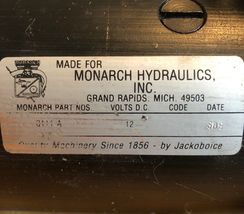 MADE FOR
MONARCH HYDRAULICS,
INC.
GRAND RAPIDS, MICH. 49503
MONARCH PART NOS. VOLTS D.C. CODE DATE
12
Quality Machinery Since 1856 - by Jackoboice